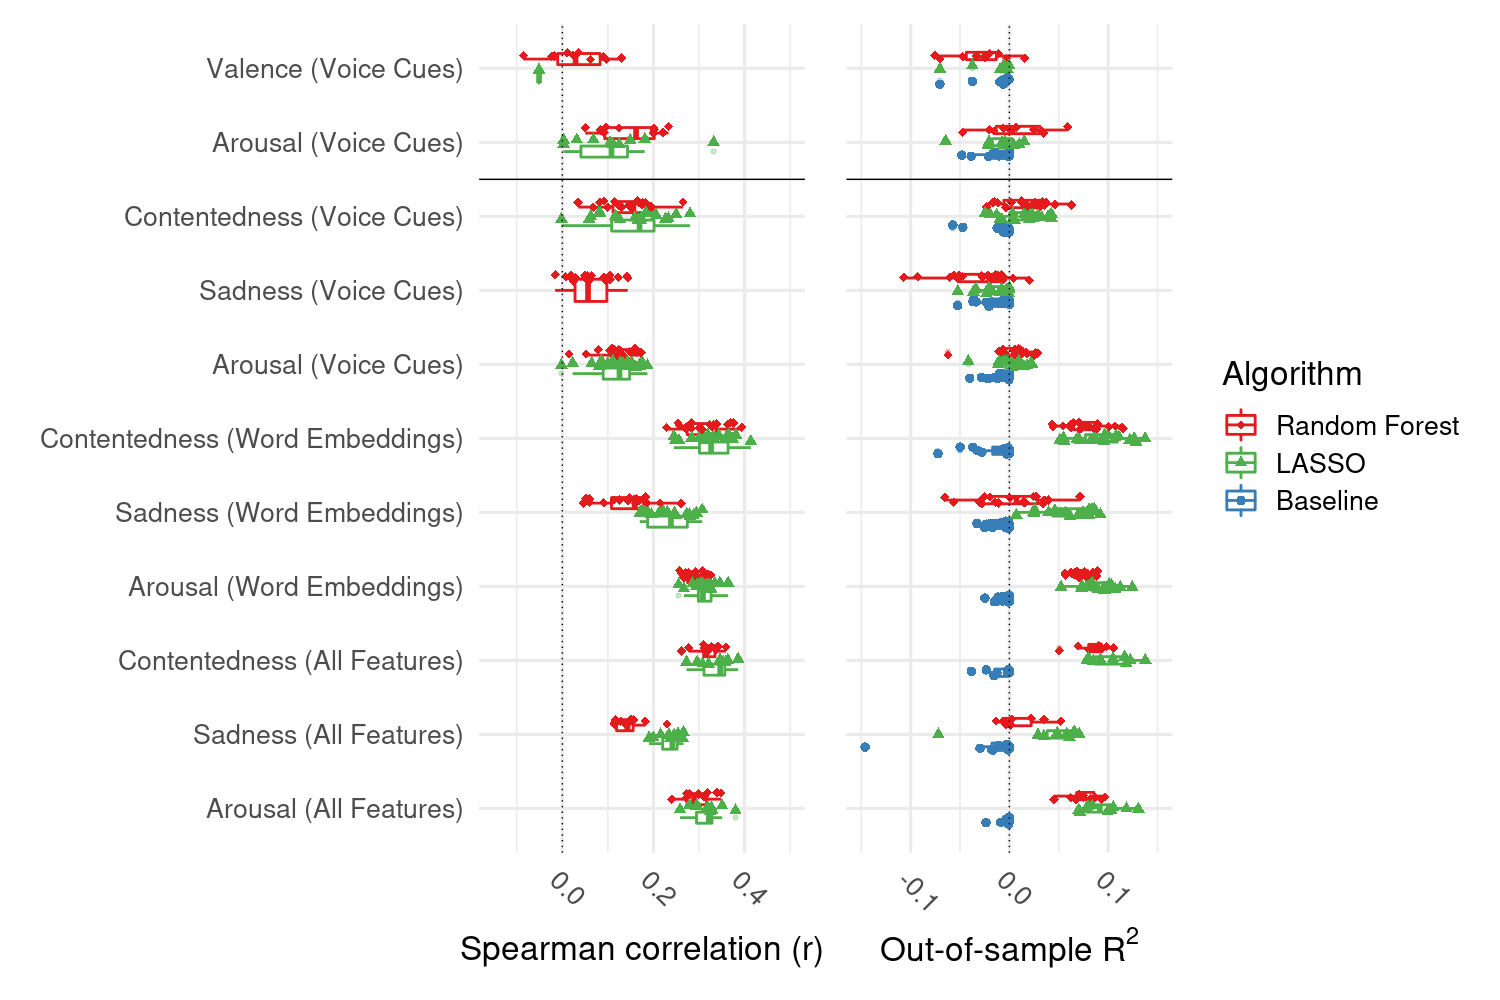 Valence (Voice Cues)
Arousal (Voice Cues)
Contentedness (Voice Cues)
Sadness (Voice Cues)
Arousal (Voice Cues)
Contentedness (Word Embeddings)
Sadness (Word Embeddings)
Arousal (Word Embeddings)
Contentedness (All Features)
Sadness (All Features)
Arousal (All Features)
0.0 0.2 0.4
-0.1 0.0 0.1
Spearman correlation (r)
Out-of-sample R²
Algorithm
Random Forest
LASSO
Baseline